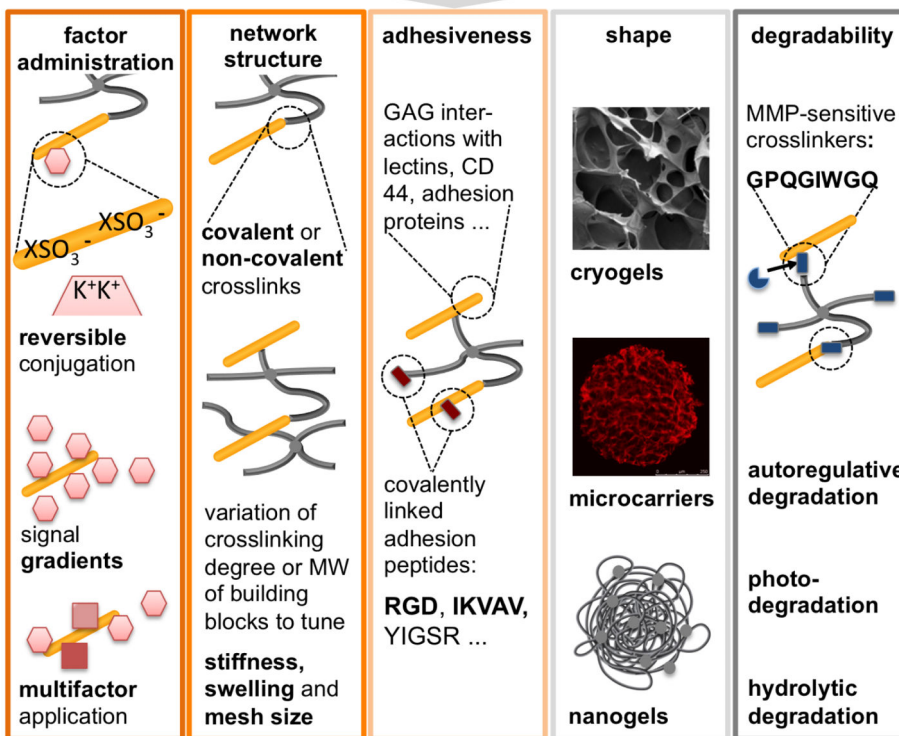 factor
administration
XSO3 -
XSO3 -
K+K+
reversible
conjugation
signal
gradients
multifactor
application
network
structure
covalent or
non-covalent
crosslinks
variation of
crosslinking
degree or MW
of building
blocks to tune
stiffness,
swelling and
mesh size
adhesiveness
GAG inter-
actions with
lectins, CD
44, adhesion
proteins ...
covalently
linked
adhesion
peptides:
RGD, IKVAV,
YIGSR ...
shape
cryogels
microcarriers
nanogels
degradability
MMP-sensitive
crosslinkers:
GPQGIWGQ
autoregulative
degradation
photo-
degradation
hydrolytic
degradation